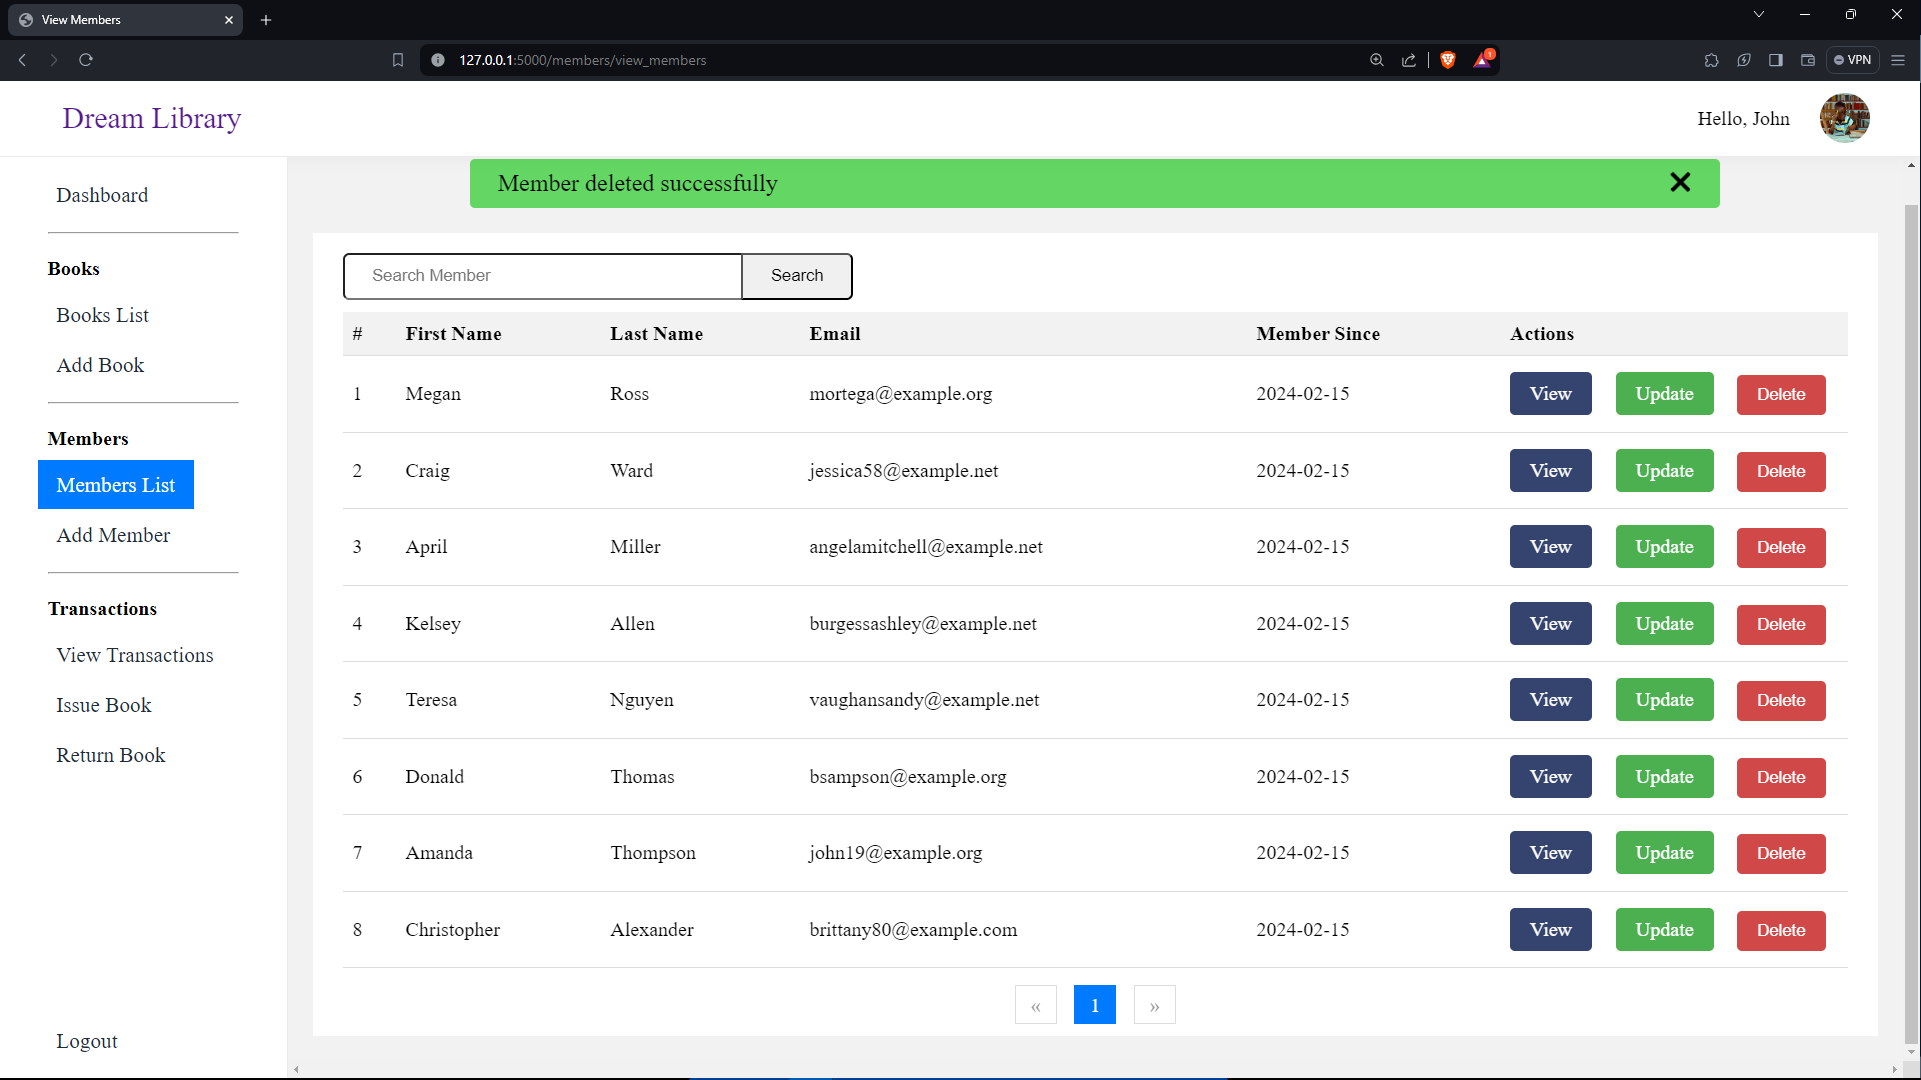 View Members
127.0.0.1:5000/members/view_members
1
VPN
Dream Library
Hello, John
Dashboard
Books
Books List
Add Book
Members
Members List
Add Member
Transactions
View Transactions
Issue Book
Return Book
Logout
Member deleted successfully
Search Member Search
# First Name Last Name Email Member Since Actions
1 Megan Ross mortega@example.org 2024-02-15 View Update Delete
2 Craig Ward jessica58@example.net 2024-02-15 View Update Delete
3 April Miller angelamitchell@example.net 2024-02-15 View Update Delete
4 Kelsey Allen burgessashley@example.net 2024-02-15 View Update Delete
5 Teresa Nguyen vaughansandy@example.net 2024-02-15 View Update Delete
6 Donald Thomas bsampson@example.org 2024-02-15 View Update Delete
7 Amanda Thompson john19@example.org 2024-02-15 View Update Delete
8 Christopher Alexander brittany80@example.com 2024-02-15 View Update Delete
« 1 »